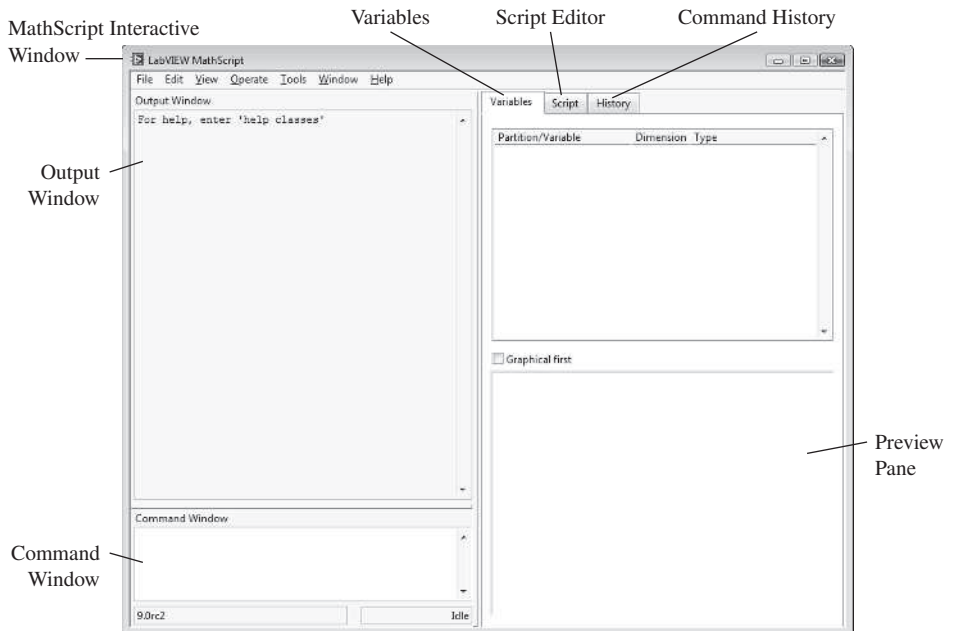 Variables Script Editor Command History
MathScript Interactive
Window
LabVIEW MathScript
File Edit View Operate Tools Window Help
Output Window
For help, enter 'help classes'
Variables Script History
Partition/Variable Dimension Type
Output
Window
Graphical first
Preview
Pane
Command Window
Command
Window
9.0rc2 Idle